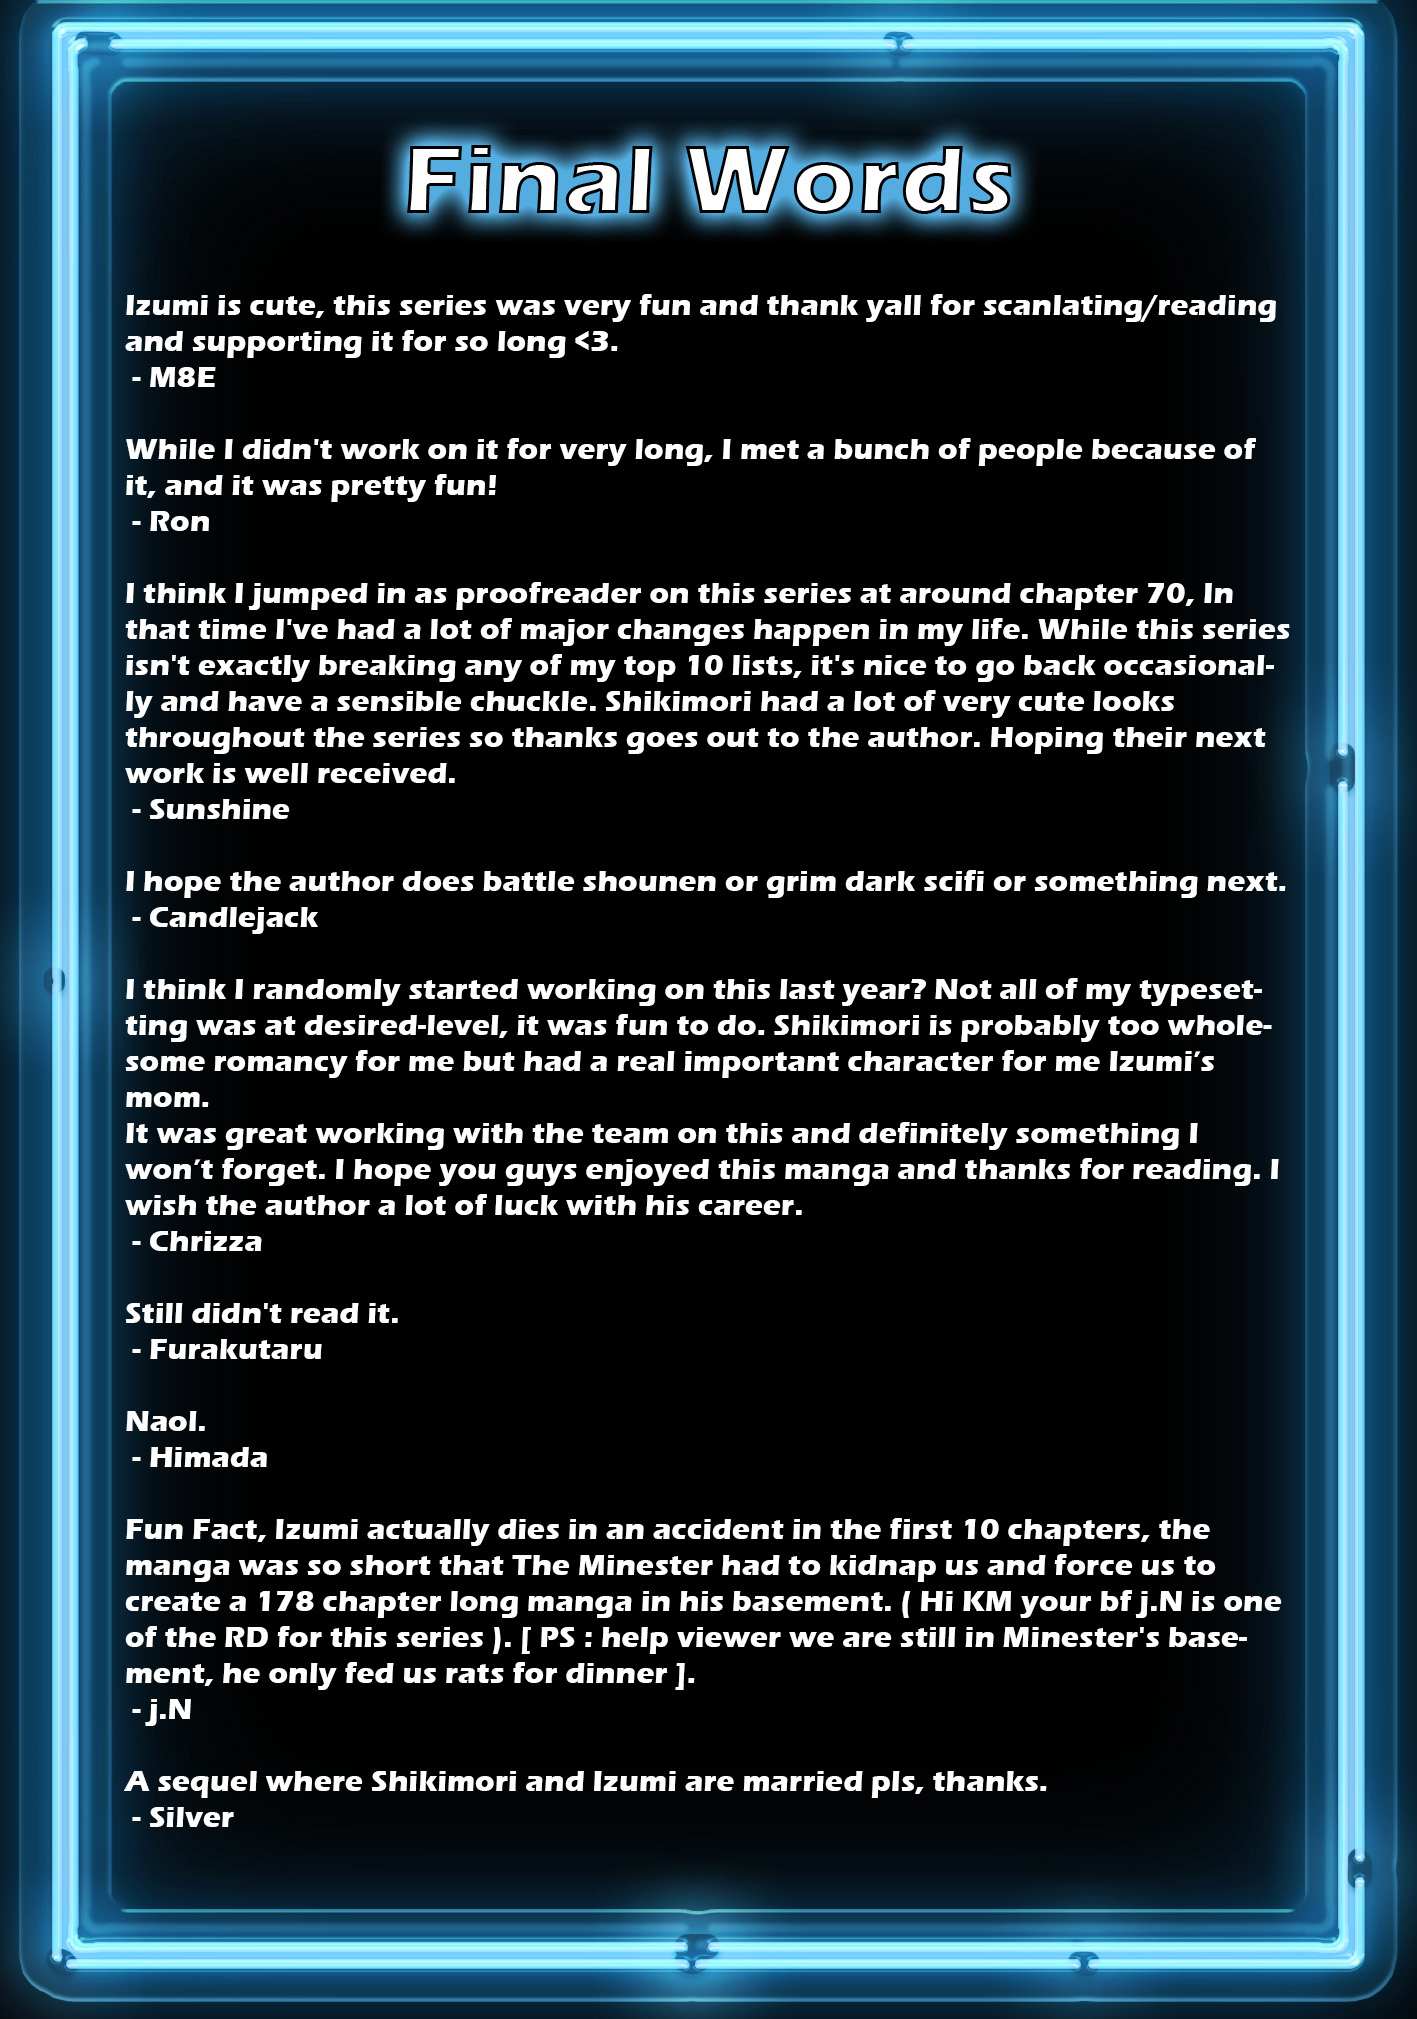 Final Words
Izumi is cute, this series was very fun and thank yall for scanlating/reading
and supporting it for so long <3.
- M8E
While I didn't work on it for very long, I met a bunch of people because of
it, and it was pretty fun!
- Ron
I think I jumped in as proofreader on this series at around chapter 70, In
that time I've had a lot of major changes happen in my life. While this series
isn't exactly breaking any of my top 10 lists, it's nice to go back occasional-
ly and have a sensible chuckle. Shikimori had a lot of very cute looks
throughout the series so thanks goes out to the author. Hoping their next
work is well received.
- Sunshine
I hope the author does battle shounen or grim dark scifi or something next.
- Candlejack
I think I randomly started working on this last year? Not all of my typeset-
ting was at desired-level, it was fun to do. Shikimori is probably too whole-
some romancy for me but had a real important character for me Izumi’s
mom.
It was great working with the team on this and definitely something I
won’t forget. I hope you guys enjoyed this manga and thanks for reading. I
wish the author a lot of luck with his career.
- Chrizza
Still didn't read it.
- Furakutaru
Naol.
- Himada
Fun Fact, Izumi actually dies in an accident in the first 10 chapters, the
manga was so short that The Minester had to kidnap us and force us to
create a 178 chapter long manga in his basement. ( Hi KM your bf j.N is one
of the RD for this series ). [ PS : help viewer we are still in Minester's base-
ment, he only fed us rats for dinner ].
- j.N
A sequel where Shikimori and Izumi are married pls, thanks.
- Silver